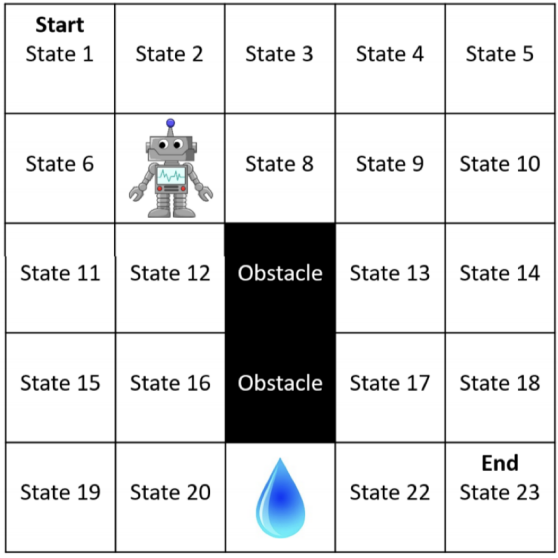 Start
State 1
State 2
State 3
State 4
State 5
State 6
State 8
State 9
State 10
State 11
State 12
Obstacle
State 13
State 14
State 15
State 16
Obstacle
State 17
State 18
State 19
State 20
State 22
End
State 23